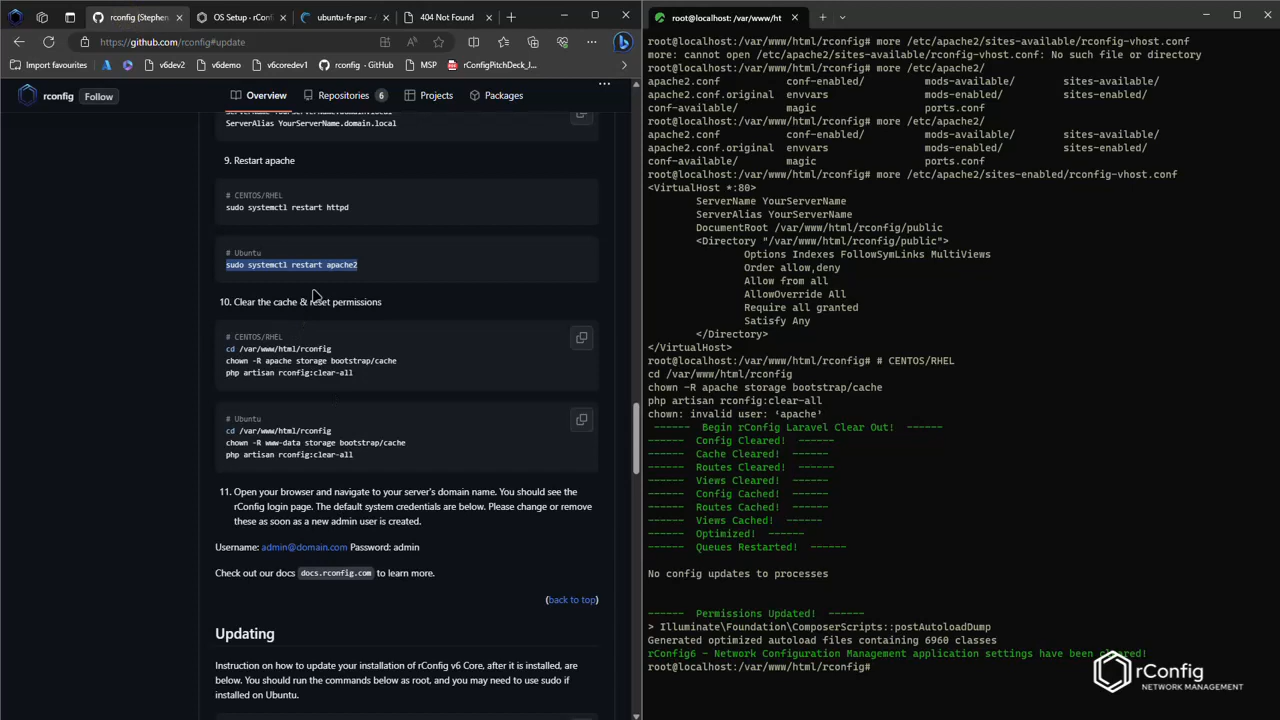 rconfig (Stephen
OS Setup - rConf
ubuntu-fr-par -
404 Not Found
https://github.com/rconfig#update
Import favourites
v6dev2
v6demo
v6coredev1
rconfig · GitHub
MSP
rConfigPitchDeck_J...
rconfig
Follow
Overview
Repositories 6
Projects
Packages
ServerAlias YourServerName.domain.local
9. Restart apache
# CENTOS/RHEL
sudo systemctl restart httpd
# Ubuntu
sudo systemctl restart apache2
10. Clear the cache & reset permissions
# CENTOS/RHEL
cd /var/www/html/rconfig
chown -R apache storage bootstrap/cache
php artisan rconfig:clear-all
# Ubuntu
cd /var/www/html/rconfig
chown -R www-data storage bootstrap/cache
php artisan rconfig:clear-all
11. Open your browser and navigate to your server's domain name. You should see the
rConfig login page. The default system credentials are below. Please change or remove
these as soon as a new admin user is created.
Username: admin@domain.com Password: admin
Check out our docs docs.rconfig.com to learn more.
(back to top)
Updating
Instruction on how to update your installation of rConfig v6 Core, after it is installed, are
below. You should run the commands below as root, and you may need to use sudo if
installed on Ubuntu.
root@localhost: /var/www/ht
root@localhost:/var/www/html/rconfig# more /etc/apache2/sites-available/rconfig-vhost.conf
more: cannot open /etc/apache2/sites-available/rconfig-vhost.conf: No such file or directory
root@localhost:/var/www/html/rconfig# more /etc/apache2/
apache2.conf conf-enabled/ mods-available/ sites-available/
apache2.conf.original envvars mods-enabled/ sites-enabled/
conf-available/ magic ports.conf
root@localhost:/var/www/html/rconfig# more /etc/apache2/
apache2.conf conf-enabled/ mods-available/ sites-available/
apache2.conf.original envvars mods-enabled/ sites-enabled/
conf-available/ magic ports.conf
root@localhost:/var/www/html/rconfig# more /etc/apache2/sites-enabled/rconfig-vhost.conf
<VirtualHost *:80>
ServerName YourServerName
ServerAlias YourServerName
DocumentRoot /var/www/html/rconfig/public
<Directory "/var/www/html/rconfig/public">
Options Indexes FollowSymLinks MultiViews
Order allow,deny
Allow from all
AllowOverride All
Require all granted
Satisfy Any
</Directory>
</VirtualHost>
root@localhost:/var/www/html/rconfig# # CENTOS/RHEL
cd /var/www/html/rconfig
chown -R apache storage bootstrap/cache
php artisan rconfig:clear-all
chown: invalid user: ‘apache’
------ Begin rConfig Laravel Clear Out! ------
------ Config Cleared! ------
------ Cache Cleared! ------
------ Routes Cleared! ------
------ Views Cleared! ------
------ Config Cached! ------
------ Routes Cached! ------
------ Views Cached! ------
------ Optimized! ------
------ Queues Restarted! ------
No config updates to processes
------ Permissions Updated! ------
> Illuminate\Foundation\ComposerScripts::postAutoloadDump
Generated optimized autoload files containing 6960 classes
rConfig6 - Network Configuration Management application settings have been cleared!
root@localhost:/var/www/html/rconfig#
rConfig
NETWORK MANAGEMENT